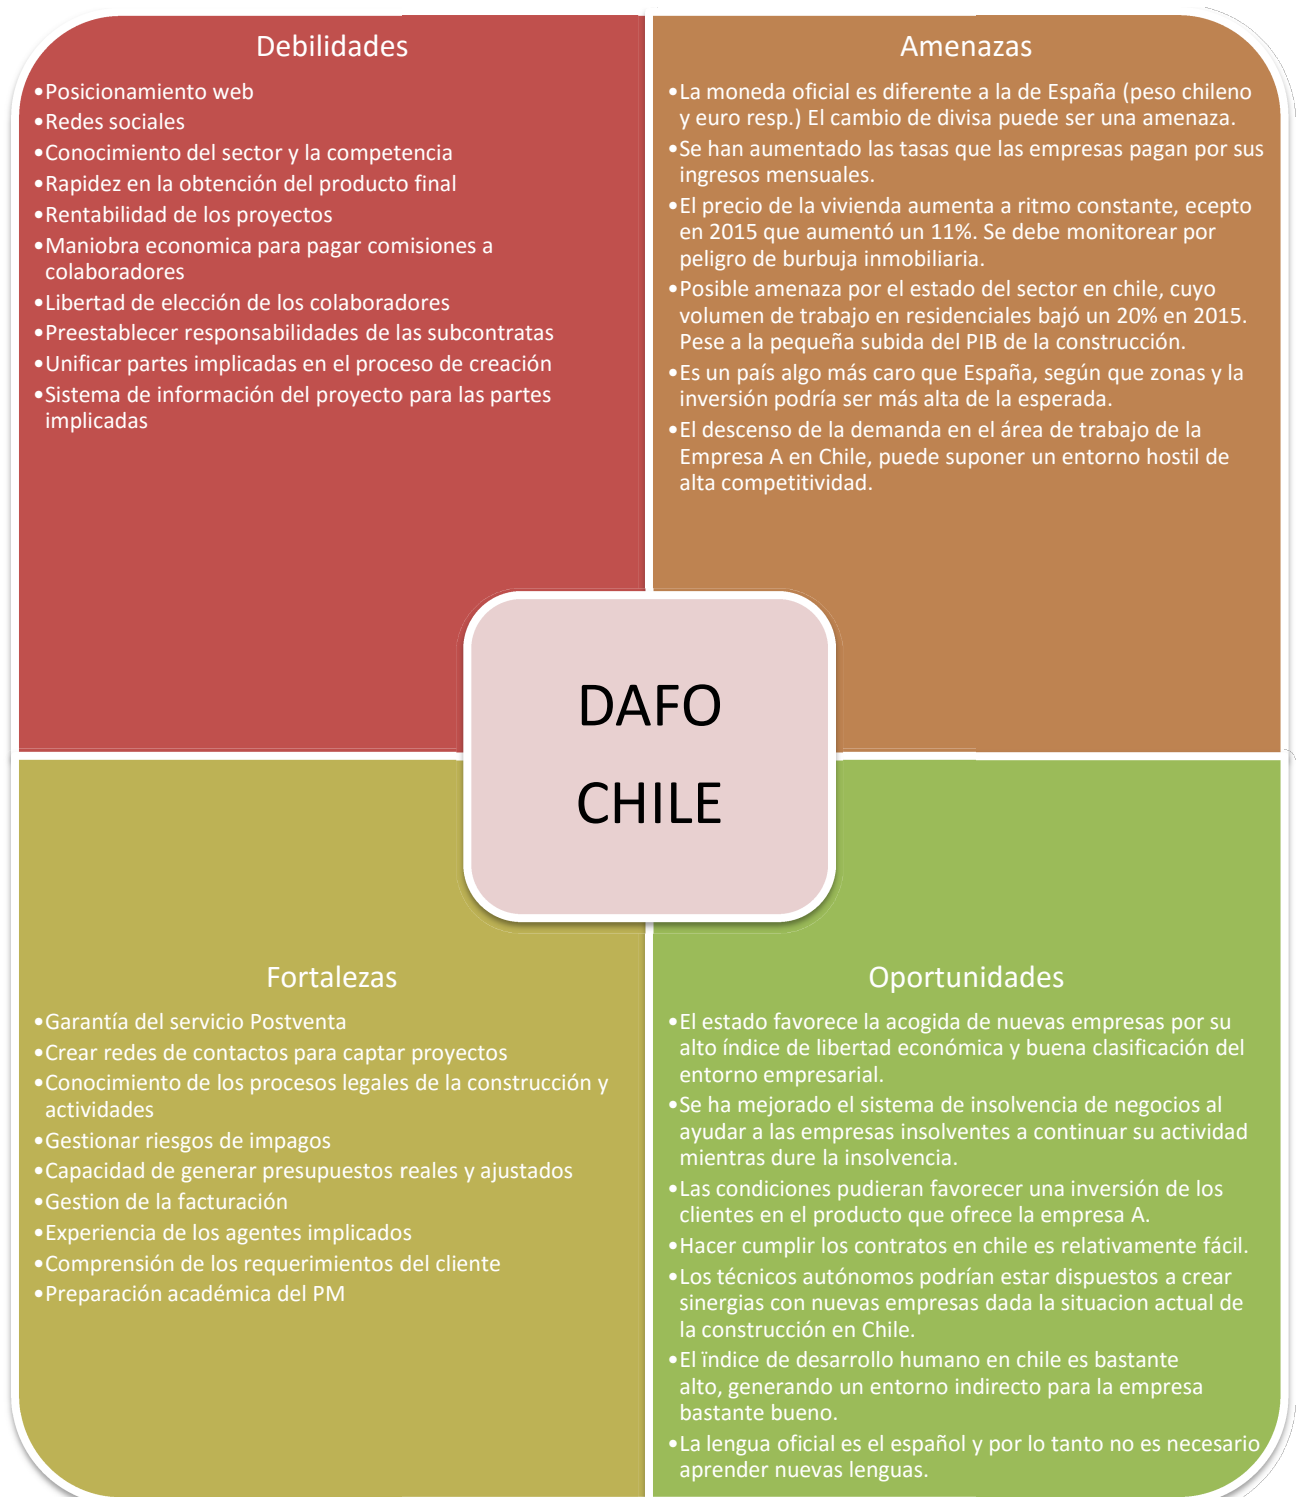 Debilidades
•Posicionamiento web
•Redes sociales
•Conocimiento del sector y la competencia
•Rapidez en la obtención del producto final
•Rentabilidad de los proyectos
•Maniobra economica para pagar comisiones a
colaboradores
•Libertad de elección de los colaboradores
•Preestablecer responsabilidades de las subcontratas
•Unificar partes implicadas en el proceso de creación
•Sistema de información del proyecto para las partes
implicadas
Amenazas
•La moneda oficial es diferente a la de España (peso chileno
y euro resp.) El cambio de divisa puede ser una amenaza.
•Se han aumentado las tasas que las empresas pagan por sus
ingresos mensuales.
•El precio de la vivienda aumenta a ritmo constante, ecepto
en 2015 que aumentó un 11%. Se debe monitorear por
peligro de burbuja inmobiliaria.
•Posible amenaza por el estado del sector en chile, cuyo
volumen de trabajo en residenciales bajó un 20% en 2015.
Pese a la pequeña subida del PIB de la construcción.
•Es un país algo más caro que España, según que zonas y la
inversión podría ser más alta de la esperada.
•El descenso de la demanda en el área de trabajo de la
Empresa A en Chile, puede suponer un entorno hostil de
alta competitividad.
DAFO
CHILE
Fortalezas
•Garantía del servicio Postventa
•Crear redes de contactos para captar proyectos
•Conocimiento de los procesos legales de la construcción y
actividades
•Gestionar riesgos de impagos
•Capacidad de generar presupuestos reales y ajustados
•Gestion de la facturación
•Experiencia de los agentes implicados
•Comprensión de los requerimientos del cliente
•Preparación académica del PM
Oportunidades
•El estado favorece la acogida de nuevas empresas por su
alto índice de libertad económica y buena clasificación del
entorno empresarial.
•Se ha mejorado el sistema de insolvencia de negocios al
ayudar a las empresas insolventes a continuar su actividad
mientras dure la insolvencia.
•Las condiciones pudieran favorecer una inversión de los
clientes en el producto que ofrece la empresa A.
•Hacer cumplir los contratos en chile es relativamente fácil.
•Los técnicos autónomos podrían estar dispuestos a crear
sinergias con nuevas empresas dada la situacion actual de
la construcción en Chile.
•El ïndice de desarrollo humano en chile es bastante
alto, generando un entorno indirecto para la empresa
bastante bueno.
•La lengua oficial es el español y por lo tanto no es necesario
aprender nuevas lenguas.